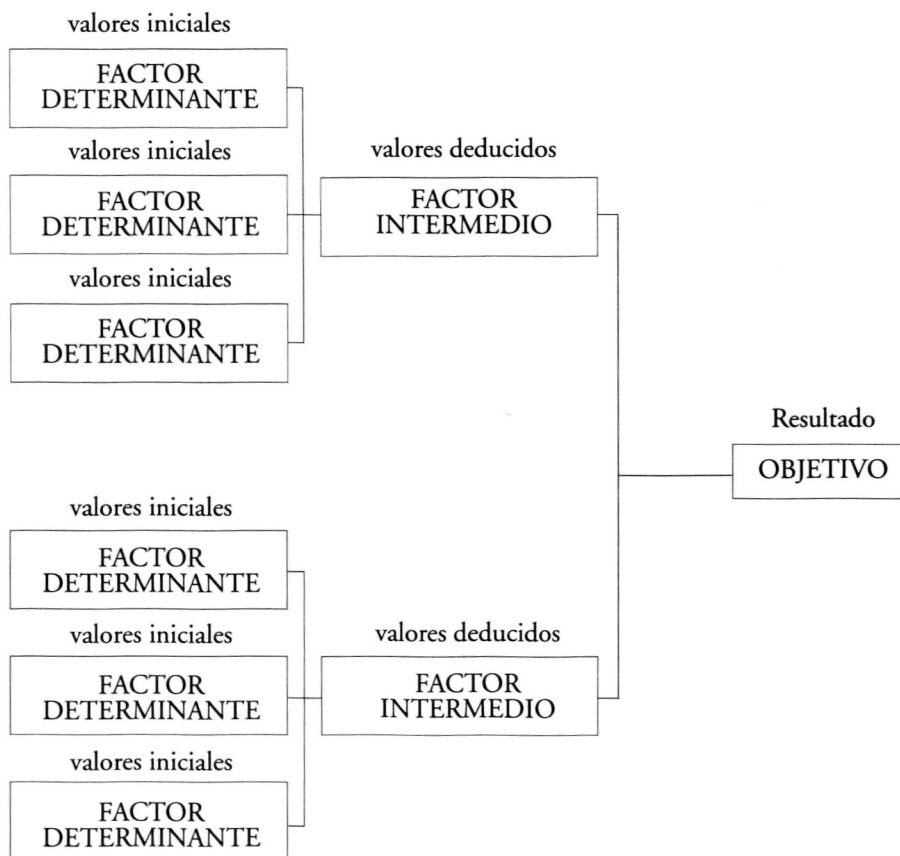 valores iniciales
FACTOR
DETERMINANTE
valores iniciales
FACTOR
DETERMINANTE
valores iniciales
FACTOR
DETERMINANTE
valores deducidos
FACTOR
INTERMEDIO
Resultado
OBJETIVO
valores iniciales
FACTOR
DETERMINANTE
valores iniciales
FACTOR
DETERMINANTE
valores iniciales
FACTOR
DETERMINANTE
valores deducidos
FACTOR
INTERMEDIO